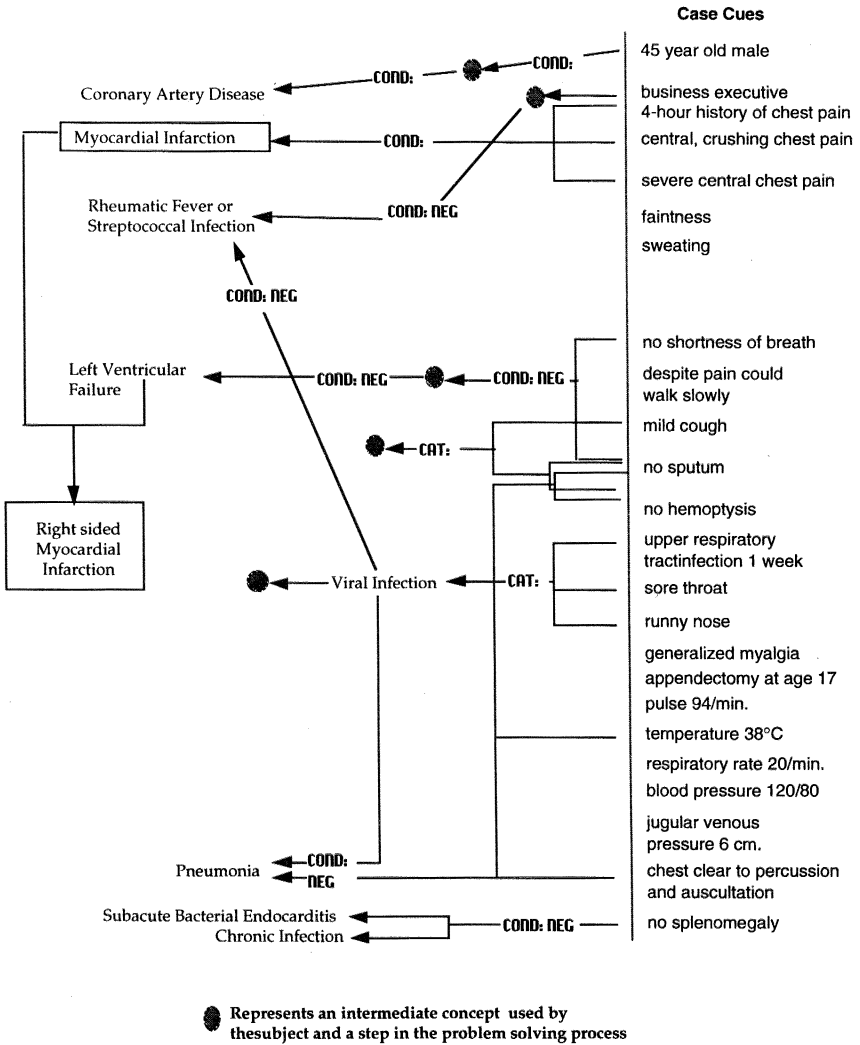 Case Cues
45 year old male
COND:
COND:
Coronary Artery Disease
business executive
4-hour history of chest pain
Myocardial Infarction
COND:
central, crushing chest pain
severe central chest pain
Rheumatic Fever or
Streptococcal Infection
COND: NEG
faintness
sweating
COND: NEG
no shortness of breath
Left Ventricular
Failure
COND: NEG
COND: NEG
despite pain could
walk slowly
mild cough
CAT:
no sputum
no hemoptysis
Right sided
Myocardial
Infarction
upper respiratory
tractinfection 1 week
Viral Infection
CAT:
sore throat
runny nose
generalized myalgia
appendectomy at age 17
pulse 94/min.
temperature 38°C
respiratory rate 20/min.
blood pressure 120/80
jugular venous
pressure 6 cm.
Pneumonia
COND:
NEG
chest clear to percussion
and auscultation
Subacute Bacterial Endocarditis
Chronic Infection
COND: NEG
no splenomegaly
Represents an intermediate concept used by
thesubject and a step in the problem solving process